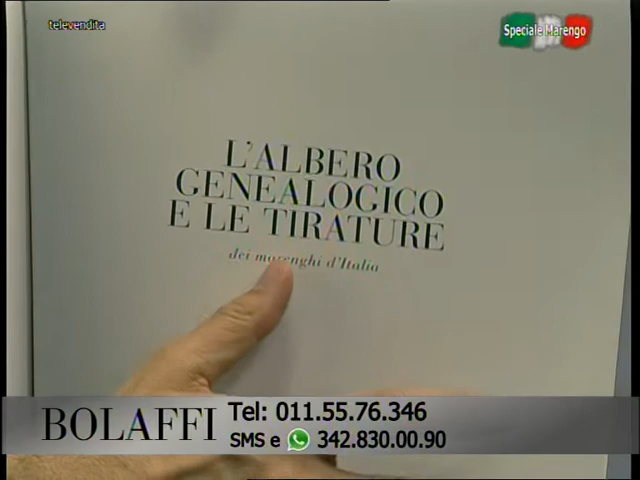 televendita
Speciale Marengo
L'ALBERO
GENEALOGICO
E LE TIRATURE
dei marenghi d'Italia
BOLAFFI
Tel: 011.55.76.346
SMS e 342.830.00.90